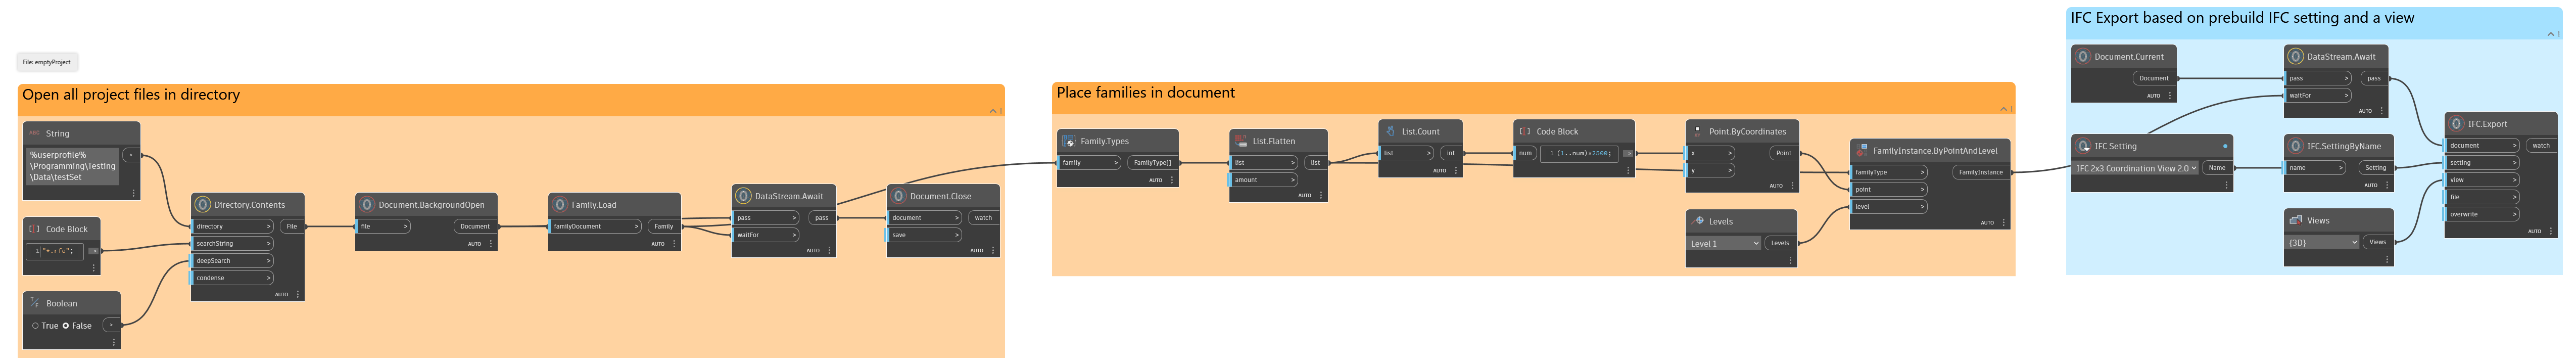 File: emptyProject
Open all project files in directory
String
%userprofile%
\Programming\Testing
\Data\testSet
>
Code Block
1 "*.rfa";
>
Boolean
True False
>
Directory.Contents
directory > File
searchString >
deepSearch >
condense >
AUTO
Document.BackgroundOpen
file > Document
AUTO
Family.Load
familyDocument > Family
AUTO
DataStream.Await
pass > pass
waitFor >
AUTO
Document.Close
document > watch
save >
AUTO
Place families in document
Family.Types
family > FamilyType[]
AUTO
List.Flatten
list > list
amount >
AUTO
List.Count
list > int
AUTO
Code Block
num 1 (1..num)*2500; >
Point.ByCoordinates
x > Point
y >
AUTO
Levels
Level 1 Levels
FamilyInstance.ByPointAndLevel
familyType > FamilyInstance
point >
level >
AUTO
IFC Export based on prebuild IFC setting and a view
Document.Current
Document
AUTO
IFC Setting
IFC 2x3 Coordination View 2.0 Name
AUTO
DataStream.Await
pass > pass
waitFor >
AUTO
IFC.SettingByName
name > Setting
AUTO
Views
{3D} Views
IFC.Export
document > watch
setting >
view >
file >
overwrite >
AUTO